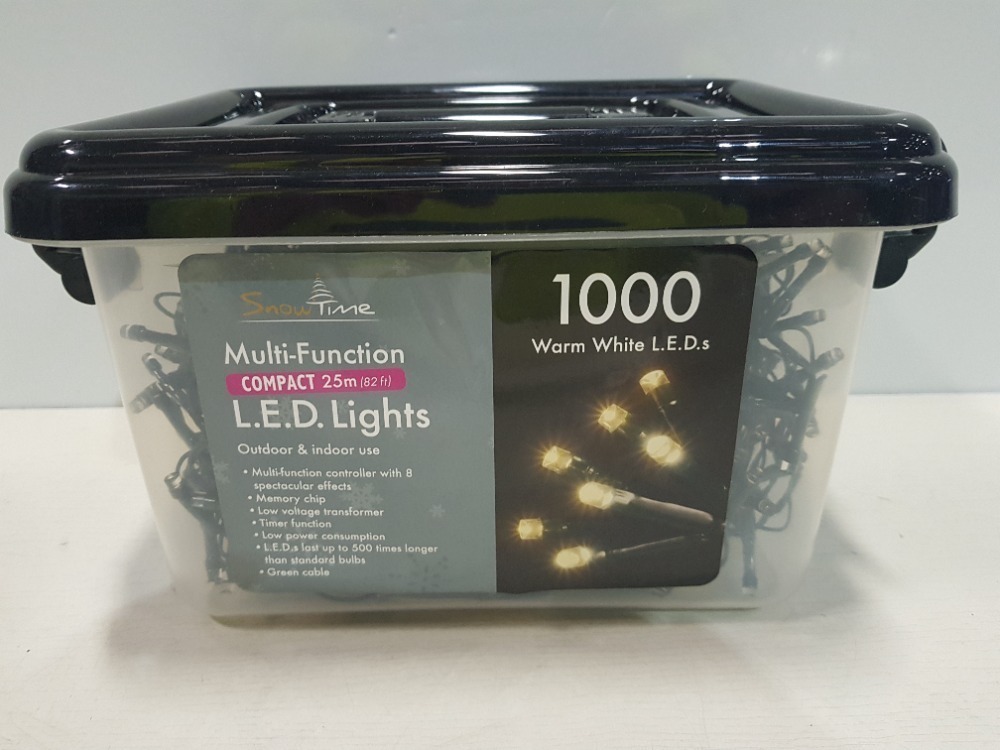 SnowTime
Multi-Function
COMPACT 25m (82 ft)
L.E.D. Lights
Outdoor & indoor use
• Multi-function controller with 8
spectacular effects
• Memory chip
• Low voltage transformer
• Timer function
• Low power consumption
• L.E.D.s last up to 500 times longer
than standard bulbs
• Green cable
1000
Warm White L.E.D.s